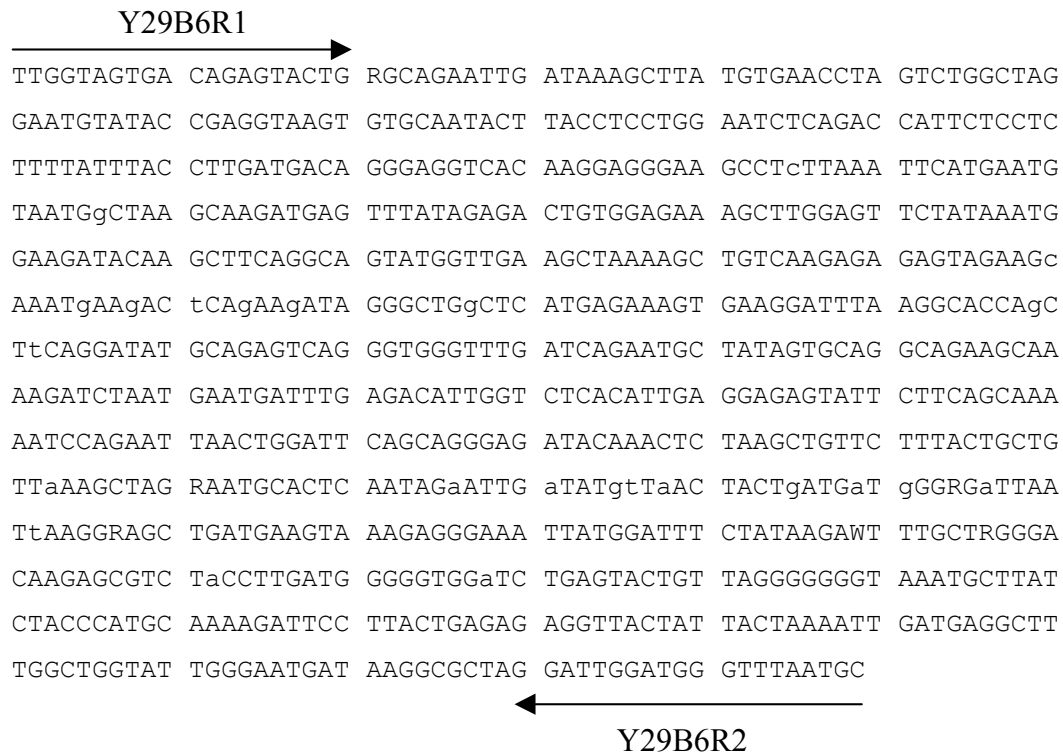 Y29B6R1
TTGGTAGTGA CAGAGTACTG RGCAGAATTG ATAAAGCTTA TGTGAACCTA GTCTGGCTAG
GAATGTATAC CGAGGTAAGT GTGCAATACT TACCTCCTGG AATCTCAGAC CATTCTCCTC
TTTTATTTAC CTTGATGACA GGGAGGTCAC AAGGAGGGAA GCCTcTTAAA TTCATGAATG
TAATGgCTAA GCAAGATGAG TTTATAGAGA CTGTGGAGAA AGCTTGGAGT TCTATAAATG
GAAGATACAA GCTTCAGGCA GTATGGTTGA AGCTAAAAGC TGTCAAGAGA GAGTAGAAGc
AAATgAAgAC tCAgAAgATA GGGCTGgCTC ATGAGAAAGT GAAGGATTTA AGGCACCAgC
TtCAGGATAT GCAGAGTCAG GGTGGGTTTG ATCAGAATGC TATAGTGCAG GCAGAAGCAA
AAGATCTAAT GAATGATTTG AGACATTGGT CTCACATTGA GGAGAGTATT CTTCAGCAAA
AATCCAGAAT TAACTGGATT CAGCAGGGAG ATACAAACTC TAAGCTGTTC TTTACTGCTG
TTaAAGCTAG RAATGCACTC AATAGaATTG aTATgtTaAC TACTgATGaT gGGRGaTTAA
TtAAGGRAGC TGATGAAGTA AAGAGGGAAA TTATGGATTT CTATAAGAWT TTGCTRGGGA
CAAGAGCGTC TaCCTTGATG GGGGTGGaTC TGAGTACTGT TAGGGGGGGT AAATGCTTAT
CTACCCATGC AAAAGATTCC TTACTGAGAG AGGTTACTAT TACTAAAATT GATGAGGCTT
TGGCTGGTAT TGGGAATGAT AAGGCGCTAG GATTGGATGG GTTTAATGC
Y29B6R2